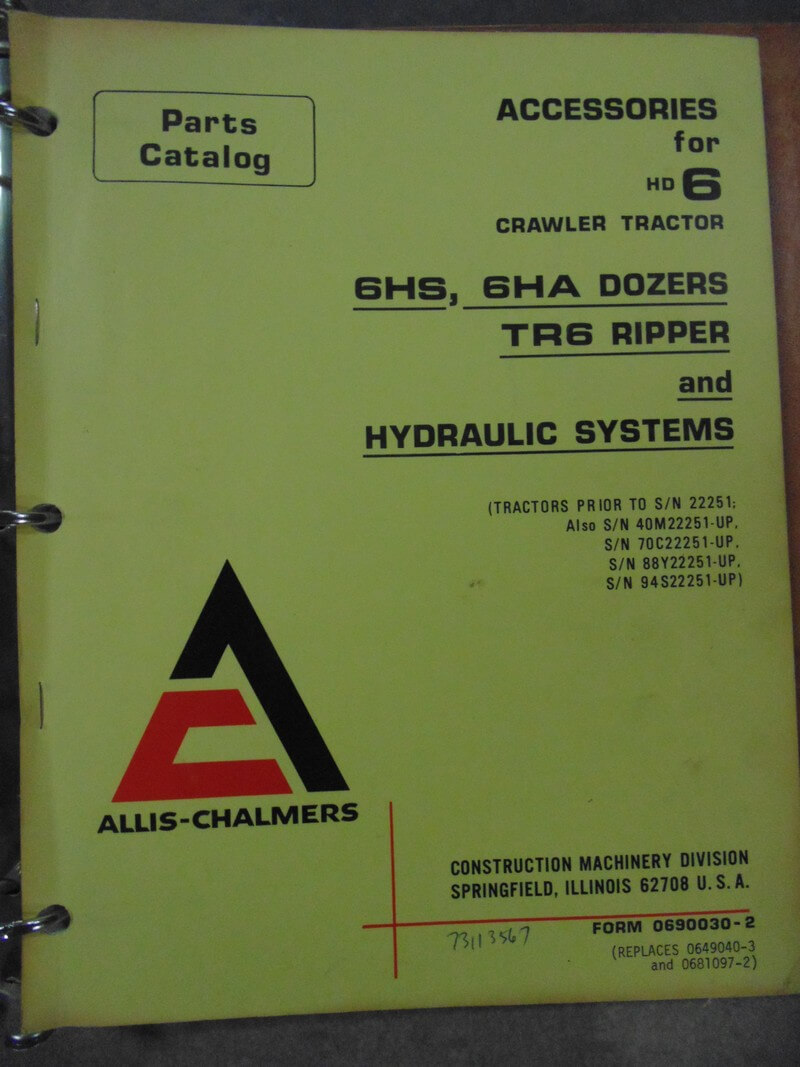 Parts
Catalog
ACCESSORIES
for
HD 6
CRAWLER TRACTOR
6HS, 6HA DOZERS
TR6 RIPPER
and
HYDRAULIC SYSTEMS
(TRACTORS PRIOR TO S/N 22251;
Also S/N 40M22251-UP,
S/N 70C22251-UP,
S/N 88Y22251-UP,
S/N 94S22251-UP)
ALLIS-CHALMERS
CONSTRUCTION MACHINERY DIVISION
SPRINGFIELD, ILLINOIS 62708 U.S.A.
FORM 0690030-2
73113567
(REPLACES 0649040-3
and 0681097-2)